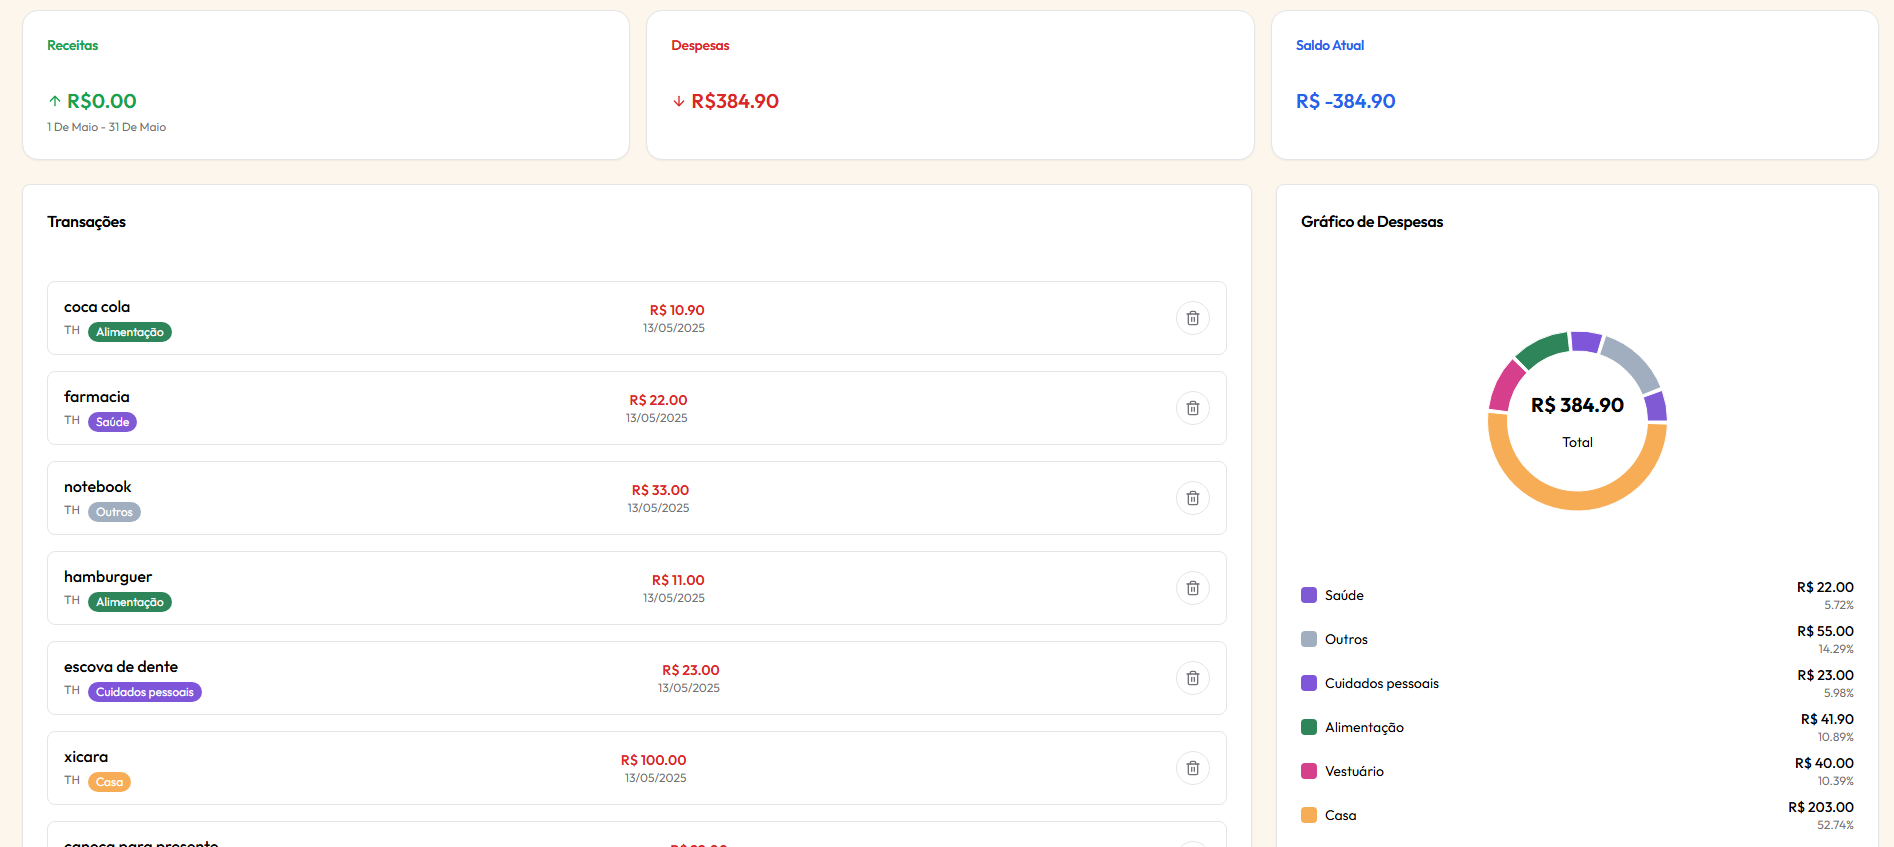 Receitas
R$0.00
1 De Maio - 31 De Maio
Despesas
R$384.90
Saldo Atual
R$ -384.90
Transações
coca cola
TH Alimentação
R$ 10.90
13/05/2025
farmacia
TH Saúde
R$ 22.00
13/05/2025
notebook
TH Outros
R$ 33.00
13/05/2025
hamburguer
TH Alimentação
R$ 11.00
13/05/2025
escova de dente
TH Cuidados pessoais
R$ 23.00
13/05/2025
xicara
TH Casa
R$ 100.00
13/05/2025
caneca para presente
Gráfico de Despesas
R$ 384.90
Total
Saúde
R$ 22.00
5.72%
Outros
R$ 55.00
14.29%
Cuidados pessoais
R$ 23.00
5.98%
Alimentação
R$ 41.90
10.89%
Vestuário
R$ 40.00
10.39%
Casa
R$ 203.00
52.74%